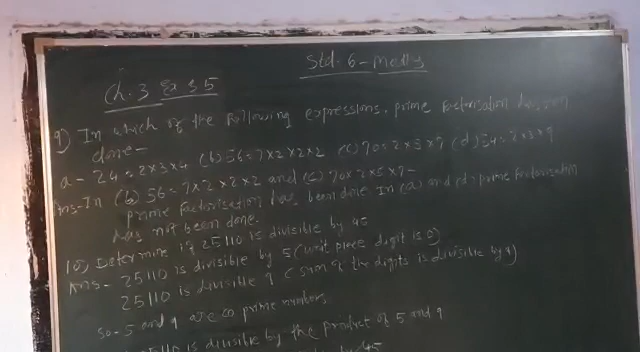 Std. 6 - Maths
Ch. 3 Ex 3.5
9) In which of the following expressions, prime factorisation has been
done -
a - 24 = 2x3x4 (b) 56 = 7x2x2x2 (c) 70 = 2x5x7 (d) 54 = 2x3x9
Ans - In (b) 56 = 7x2x2x2 and (c) 70 = 2x5x7 -
prime factorisation has been done In (a) and (d) prime factorisation
has not been done.
10) Determine if 25110 is divisible by 45
Ans - 25110 is divisible by 5 (unit place digit is 0)
25110 is divisible 9 (sum of the digits is divisible by 9)
So - 5 and 9 are co prime numbers
25110 is divisible by the product of 5 and 9
by 45